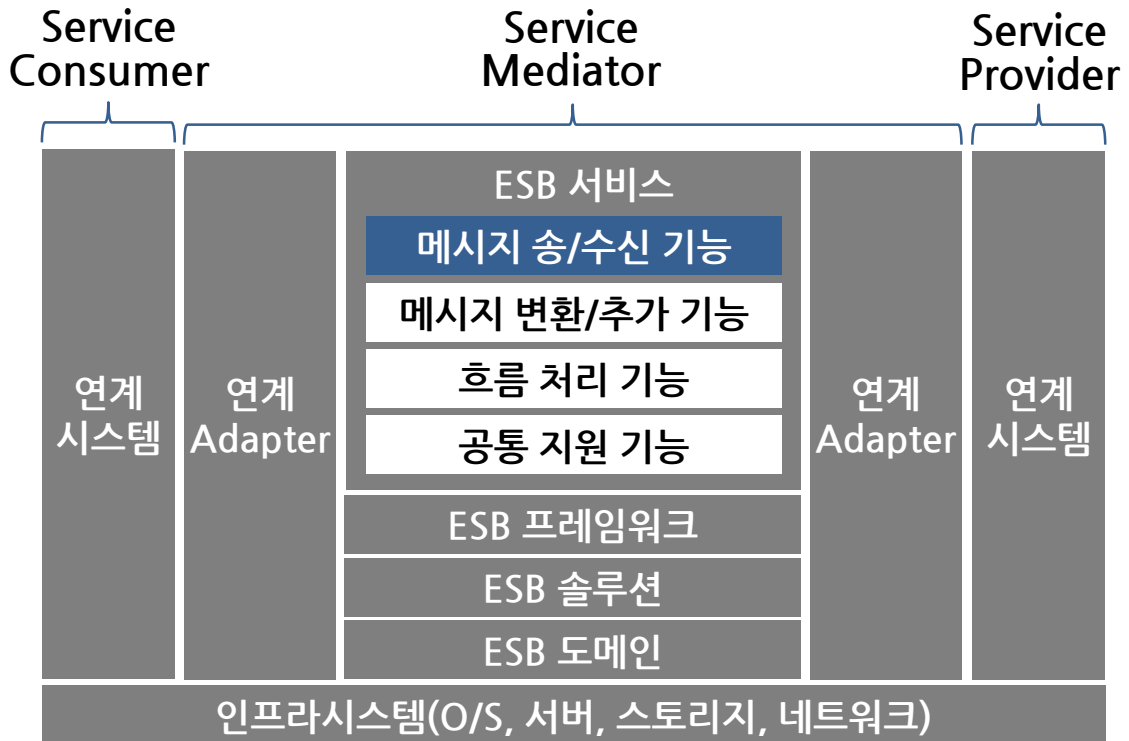 Service
Consumer
Service
Mediator
Service
Provider
연계
시스템
연계
Adapter
ESB 서비스
메시지 송/수신 기능
메시지 변환/추가 기능
흐름 처리 기능
공통 지원 기능
ESB 프레임워크
ESB 솔루션
ESB 도메인
연계
Adapter
연계
시스템
인프라시스템(O/S, 서버, 스토리지, 네트워크)